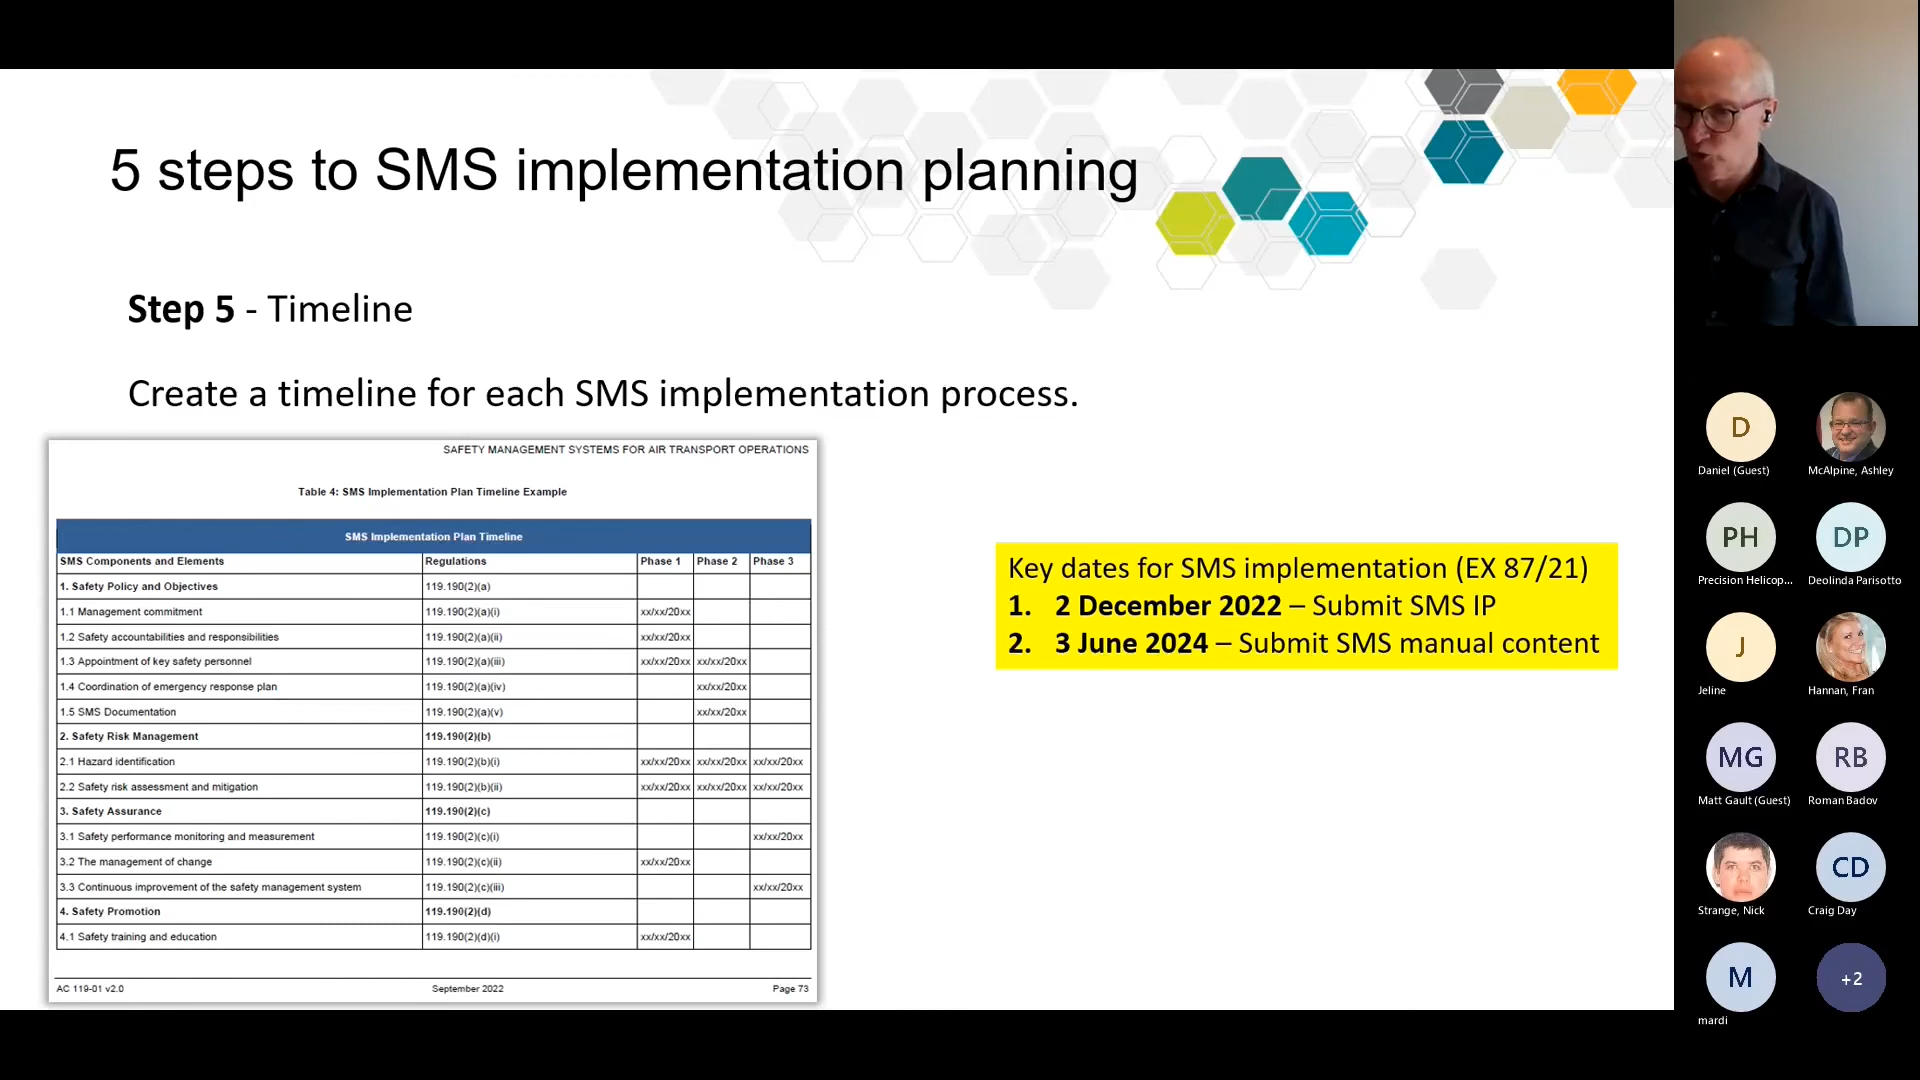 5 steps to SMS implementation planning
Step 5 - Timeline
Create a timeline for each SMS implementation process.
SAFETY MANAGEMENT SYSTEMS FOR AIR TRANSPORT OPERATIONS
Table 4: SMS Implementation Plan Timeline Example
SMS Implementation Plan Timeline
SMS Components and Elements Regulations Phase 1 Phase 2 Phase 3
1. Safety Policy and Objectives 119.190(2)(a)
1.1 Management commitment 119.190(2)(a)(i) xx/xx/20xx
1.2 Safety accountabilities and responsibilities 119.190(2)(a)(ii) xx/xx/20xx
1.3 Appointment of key safety personnel 119.190(2)(a)(iii) xx/xx/20xx xx/xx/20xx
1.4 Coordination of emergency response plan 119.190(2)(a)(iv) xx/xx/20xx
1.5 SMS Documentation 119.190(2)(a)(v) xx/xx/20xx
2. Safety Risk Management 119.190(2)(b)
2.1 Hazard identification 119.190(2)(b)(i) xx/xx/20xx xx/xx/20xx xx/xx/20xx
2.2 Safety risk assessment and mitigation 119.190(2)(b)(ii) xx/xx/20xx xx/xx/20xx xx/xx/20xx
3. Safety Assurance 119.190(2)(c)
3.1 Safety performance monitoring and measurement 119.190(2)(c)(i) xx/xx/20xx
3.2 The management of change 119.190(2)(c)(ii) xx/xx/20xx
3.3 Continuous improvement of the safety management system 119.190(2)(c)(iii) xx/xx/20xx
4. Safety Promotion 119.190(2)(d)
4.1 Safety training and education 119.190(2)(d)(i) xx/xx/20xx
AC 119-01 v2.0 September 2022 Page 73
Key dates for SMS implementation (EX 87/21)
1. 2 December 2022 – Submit SMS IP
2. 3 June 2024 – Submit SMS manual content
D
Daniel (Guest) McAlpine, Ashley
PH DP
Precision Helicop... Deolinda Parisotto
J
Jeline Hannan, Fran
MG RB
Matt Gault (Guest) Roman Badov
CD
Strange, Nick Craig Day
M +2
mardi